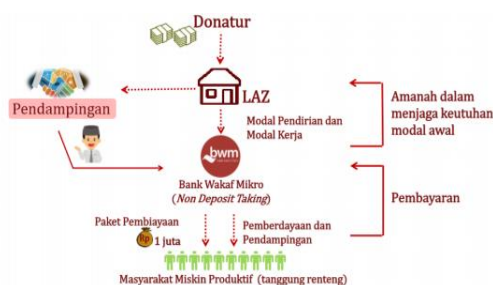 Donatur
LAZ
Pendampingan
Modal Pendirian dan
Modal Kerja
Amanah dalam
menjaga keutuhan
modal awal
bwm
Bank Wakaf Mikro
(Non Deposit Taking)
Pembayaran
Paket Pembiayaan
Rp 1 juta
Pemberdayaan dan
Pendampingan
Masyarakat Miskin Produktif (tanggung renteng)